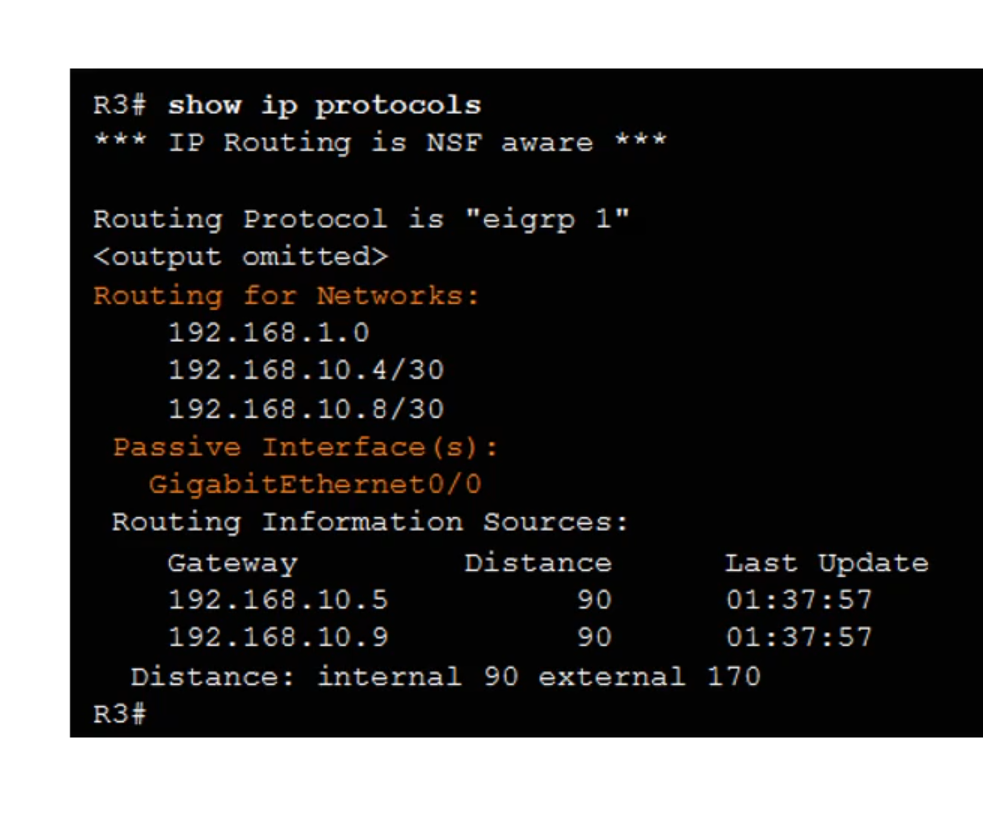 R3# show ip protocols
*** IP Routing is NSF aware ***
Routing Protocol is "eigrp 1"
<output omitted>
Routing for Networks:
192.168.1.0
192.168.10.4/30
192.168.10.8/30
Passive Interface(s):
GigabitEthernet0/0
Routing Information Sources:
Gateway Distance Last Update
192.168.10.5 90 01:37:57
192.168.10.9 90 01:37:57
Distance: internal 90 external 170
R3#